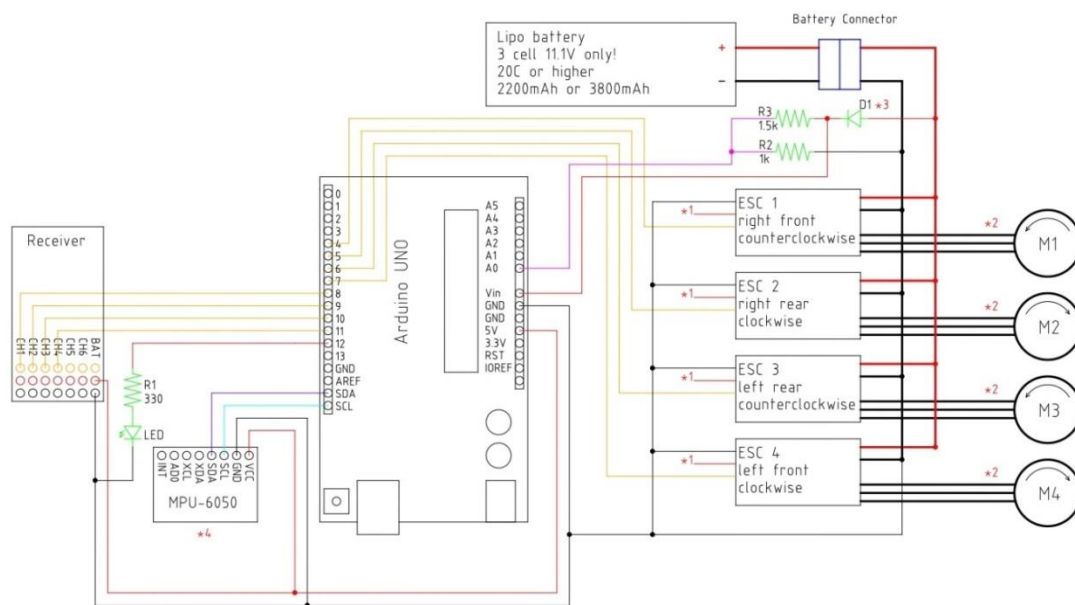 Battery Connector
Lipo battery
3 cell 11.1V only!
20C or higher
2200mAh or 3800mAh
+
−
R3
1.5k
D1 *3
R2
1k
Receiver
CH1
CH2
CH3
CH4
CH5
CH6
BAT
R1
330
LED
INT
AD0
XCL
XDA
SDA
SCL
GND
VCC
MPU-6050
*4
0
1
2
3
4
5
6
7
8
9
10
11
12
13
GND
AREF
SDA
SCL
Arduino UNO
A5
A4
A3
A2
A1
A0
Vin
GND
GND
5V
3.3V
RST
IOREF
*1
ESC 1
right front
counterclockwise
*2
M1
*1
ESC 2
right rear
clockwise
*2
M2
*1
ESC 3
left rear
counterclockwise
*2
M3
*1
ESC 4
left front
clockwise
*2
M4